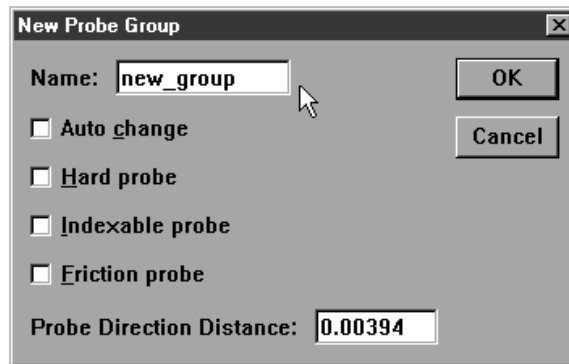 New Probe Group
Name: new_group
OK
Auto change
Cancel
Hard probe
Indexable probe
Friction probe
Probe Direction Distance: 0.00394